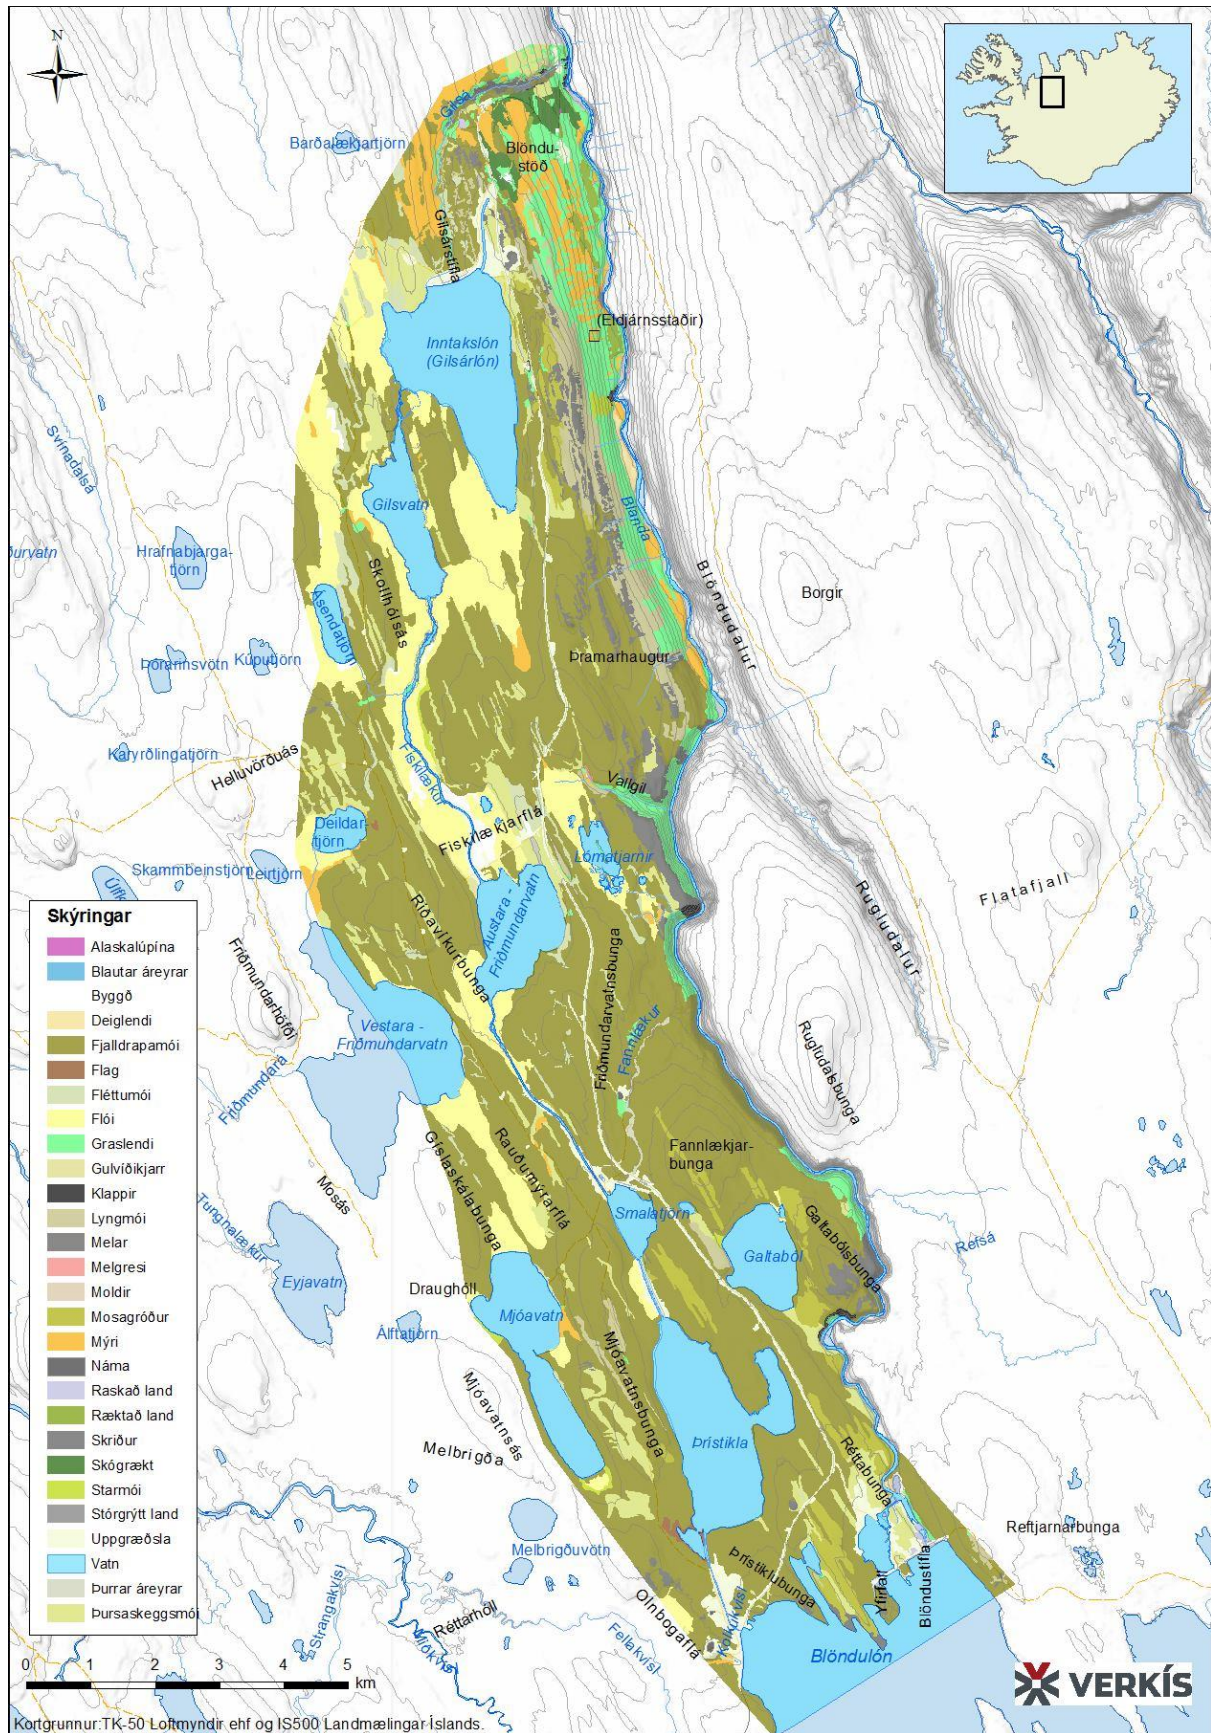 N
Barðalækjartjörn
Gilsá
Blöndu-
stöð
Gilsárstífla
(Eldjárnsstaðir)
Inntakslón
(Gilsárlón)
Svínadalsá
Gilsvatn
Blanda
Hrafnabjarga-
tjörn
Skollhólsás
Blöndudalur
Borgir
Ásendatjörn
Þórarinsvötn
Kúputjörn
Þramarhaugur
Helluvörðuás
Fiskilækur
Vallgil
Deildar-
tjörn
Fiskilækjarflá
Lómatjarnir
Skammbeinstjörn
Leirtjörn
Rugludalur
Flatafjall
Austara -
Friðmundarvatn
Riðavíkurbunga
Friðmundarhöfði
Vestara -
Friðmundarvatn
Friðmundarvatnsbunga
Fannlækur
Rugludalsbunga
Friðmundará
Fannlækjar-
bunga
Gíslaskálabunga
Rauðumýrarflá
Mosás
Smalatjörn
Galtaból
Galtabólsbunga
Refsá
Eyjavatn
Draughóll
Mjóavatn
Álftatjörn
Mjóavatnsbunga
Mjóavatnsás
Melbrigða
Þrístikla
Réttabunga
Reftjarnarbunga
Melbrigðuvötn
Þrístiklubunga
Yfirfall
Blöndustífla
Strangakvísl
Réttarhóll
Miðkvísl
Fellakvísl
Olnbogaflá
Kolkukvísl
Blöndulón
Skýringar
Alaskalúpína
Blautar áreyrar
Byggð
Deiglendi
Fjalldrapamói
Flag
Fléttumói
Flói
Graslendi
Gulvíðikjarr
Klappir
Lyngmói
Melar
Melgresi
Moldir
Mosagróður
Mýri
Náma
Raskað land
Ræktað land
Skriður
Skógrækt
Starmói
Stórgrýtt land
Uppgræðsla
Vatn
Þurrar áreyrar
Þursaskeggsmói
0 1 2 3 4 5
km
VERKÍS
Kortgrunnur:TK-50 Loftmyndir ehf og IS500 Landmælingar Íslands.